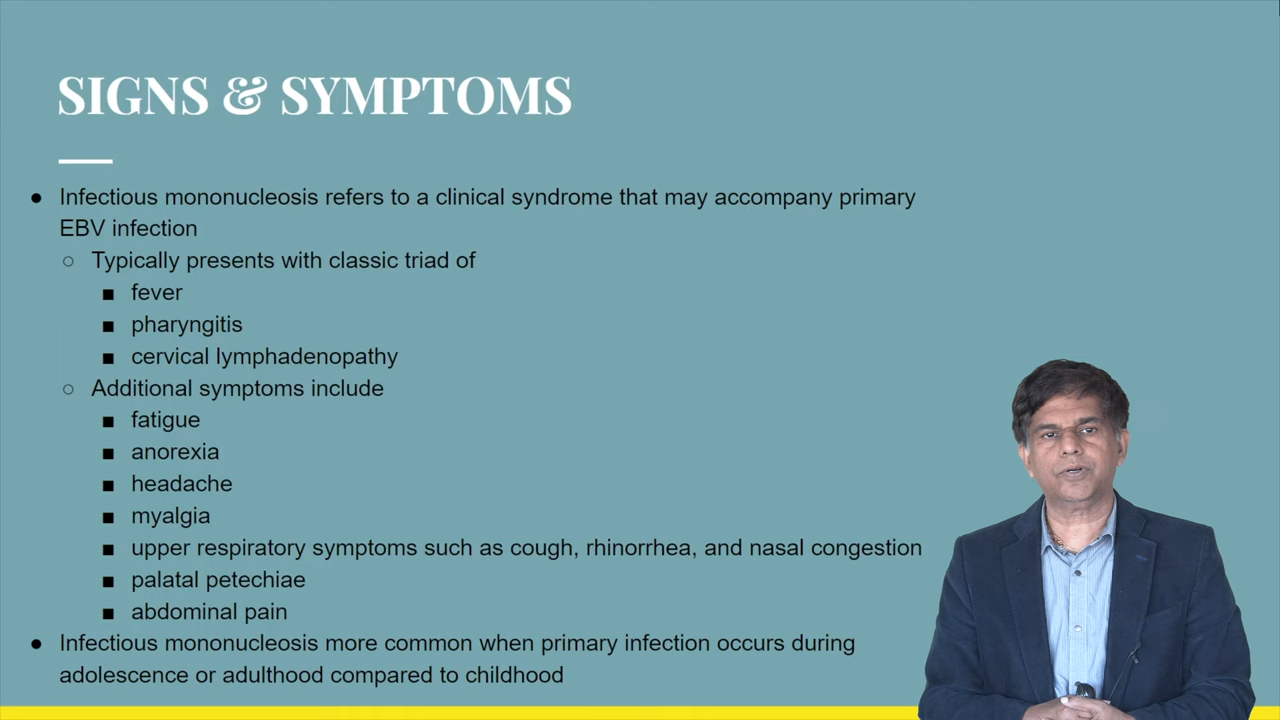 SIGNS & SYMPTOMS
● Infectious mononucleosis refers to a clinical syndrome that may accompany primary
EBV infection
○ Typically presents with classic triad of
■ fever
■ pharyngitis
■ cervical lymphadenopathy
○ Additional symptoms include
■ fatigue
■ anorexia
■ headache
■ myalgia
■ upper respiratory symptoms such as cough, rhinorrhea, and nasal congestion
■ palatal petechiae
■ abdominal pain
● Infectious mononucleosis more common when primary infection occurs during
adolescence or adulthood compared to childhood